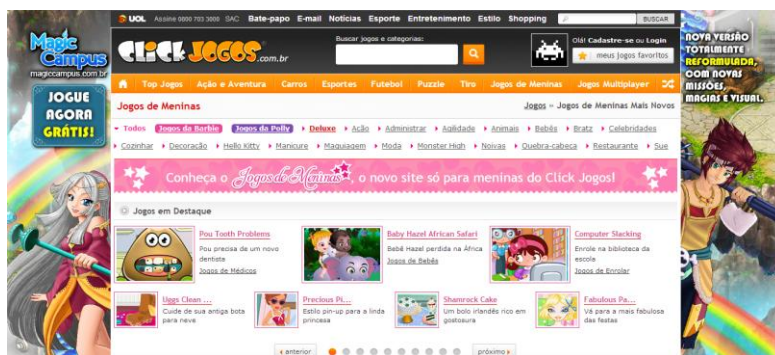 UOL Assine 0800 703 3000 SAC Bate-papo E-mail Notícias Esporte Entretenimento Estilo Shopping BUSCAR
Magic
Campus
magiccampus.com.br
JOGUE
AGORA
GRÁTIS!
CLiCK JOGOS.com.br
Buscar jogos e categorias:
Olá! Cadastre-se ou Login
meus jogos favoritos
NOVA VERSÃO
TOTALMENTE
REFORMULADA,
COM NOVAS
MISSÕES,
MAGIAS E VISUAL.
Top Jogos Ação e Aventura Carros Esportes Futebol Puzzle Tiro Jogos de Meninas Jogos Multiplayer
Jogos de Meninas
Jogos » Jogos de Meninas Mais Novos
Todos Jogos da Barbie Jogos da Polly Deluxe Ação Administrar Agilidade Animais Bebês Bratz Celebridades
Cozinhar Decoração Hello Kitty Manicure Maquiagem Moda Monster High Noivas Quebra-cabeça Restaurante Sue
Conheça o Jogos de Meninas, o novo site só para meninas do Click Jogos!
Jogos em Destaque
Pou Tooth Problems
Pou precisa de um novo
dentista
Jogos de Médicos
Baby Hazel African Safari
Bebê Hazel perdida na África
Jogos de Bebês
Computer Slacking
Enrole na biblioteca da
escola
Jogos de Enrolar
Uggs Clean ...
Cuide de sua antiga bota
para neve
Precious Pi...
Estilo pin-up para a linda
princesa
Shamrock Cake
Um bolo irlandês rico em
gostosura
Fabulous Pa...
Vá para a mais fabulosa
das festas
anterior
próximo